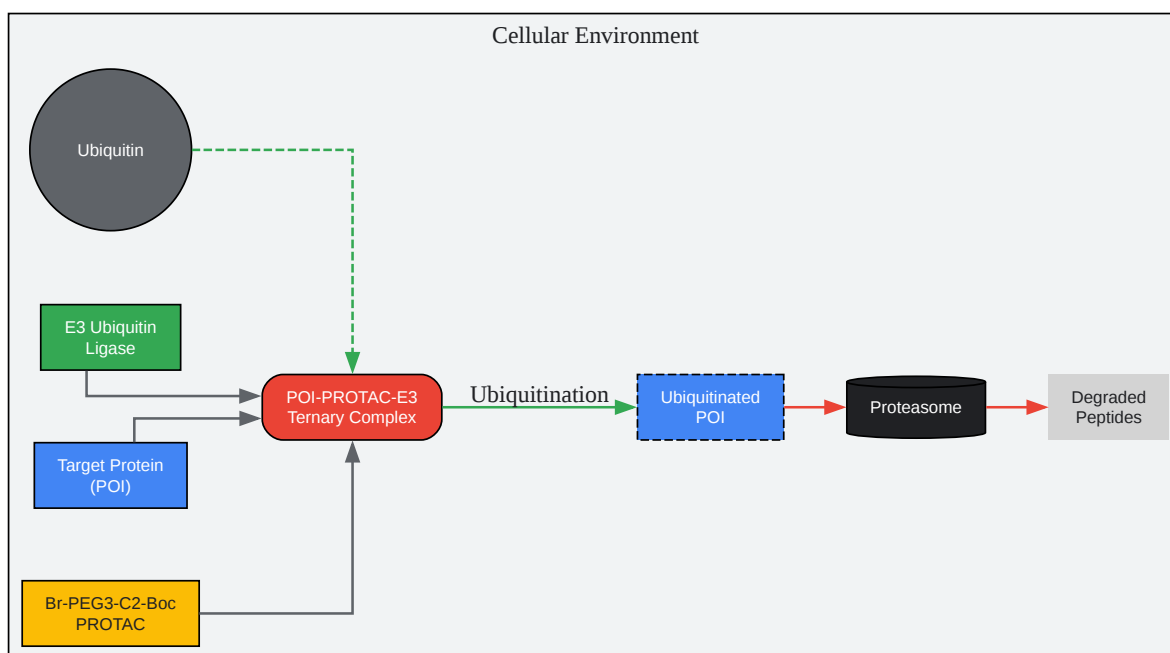 Cellular Environment
Ubiquitin
E3 Ubiquitin
Ligase
Target Protein
(POI)
Br-PEG3-C2-Boc
PROTAC
POI-PROTAC-E3
Ternary Complex
Ubiquitination
Ubiquitinated
POI
Proteasome
Degraded
Peptides